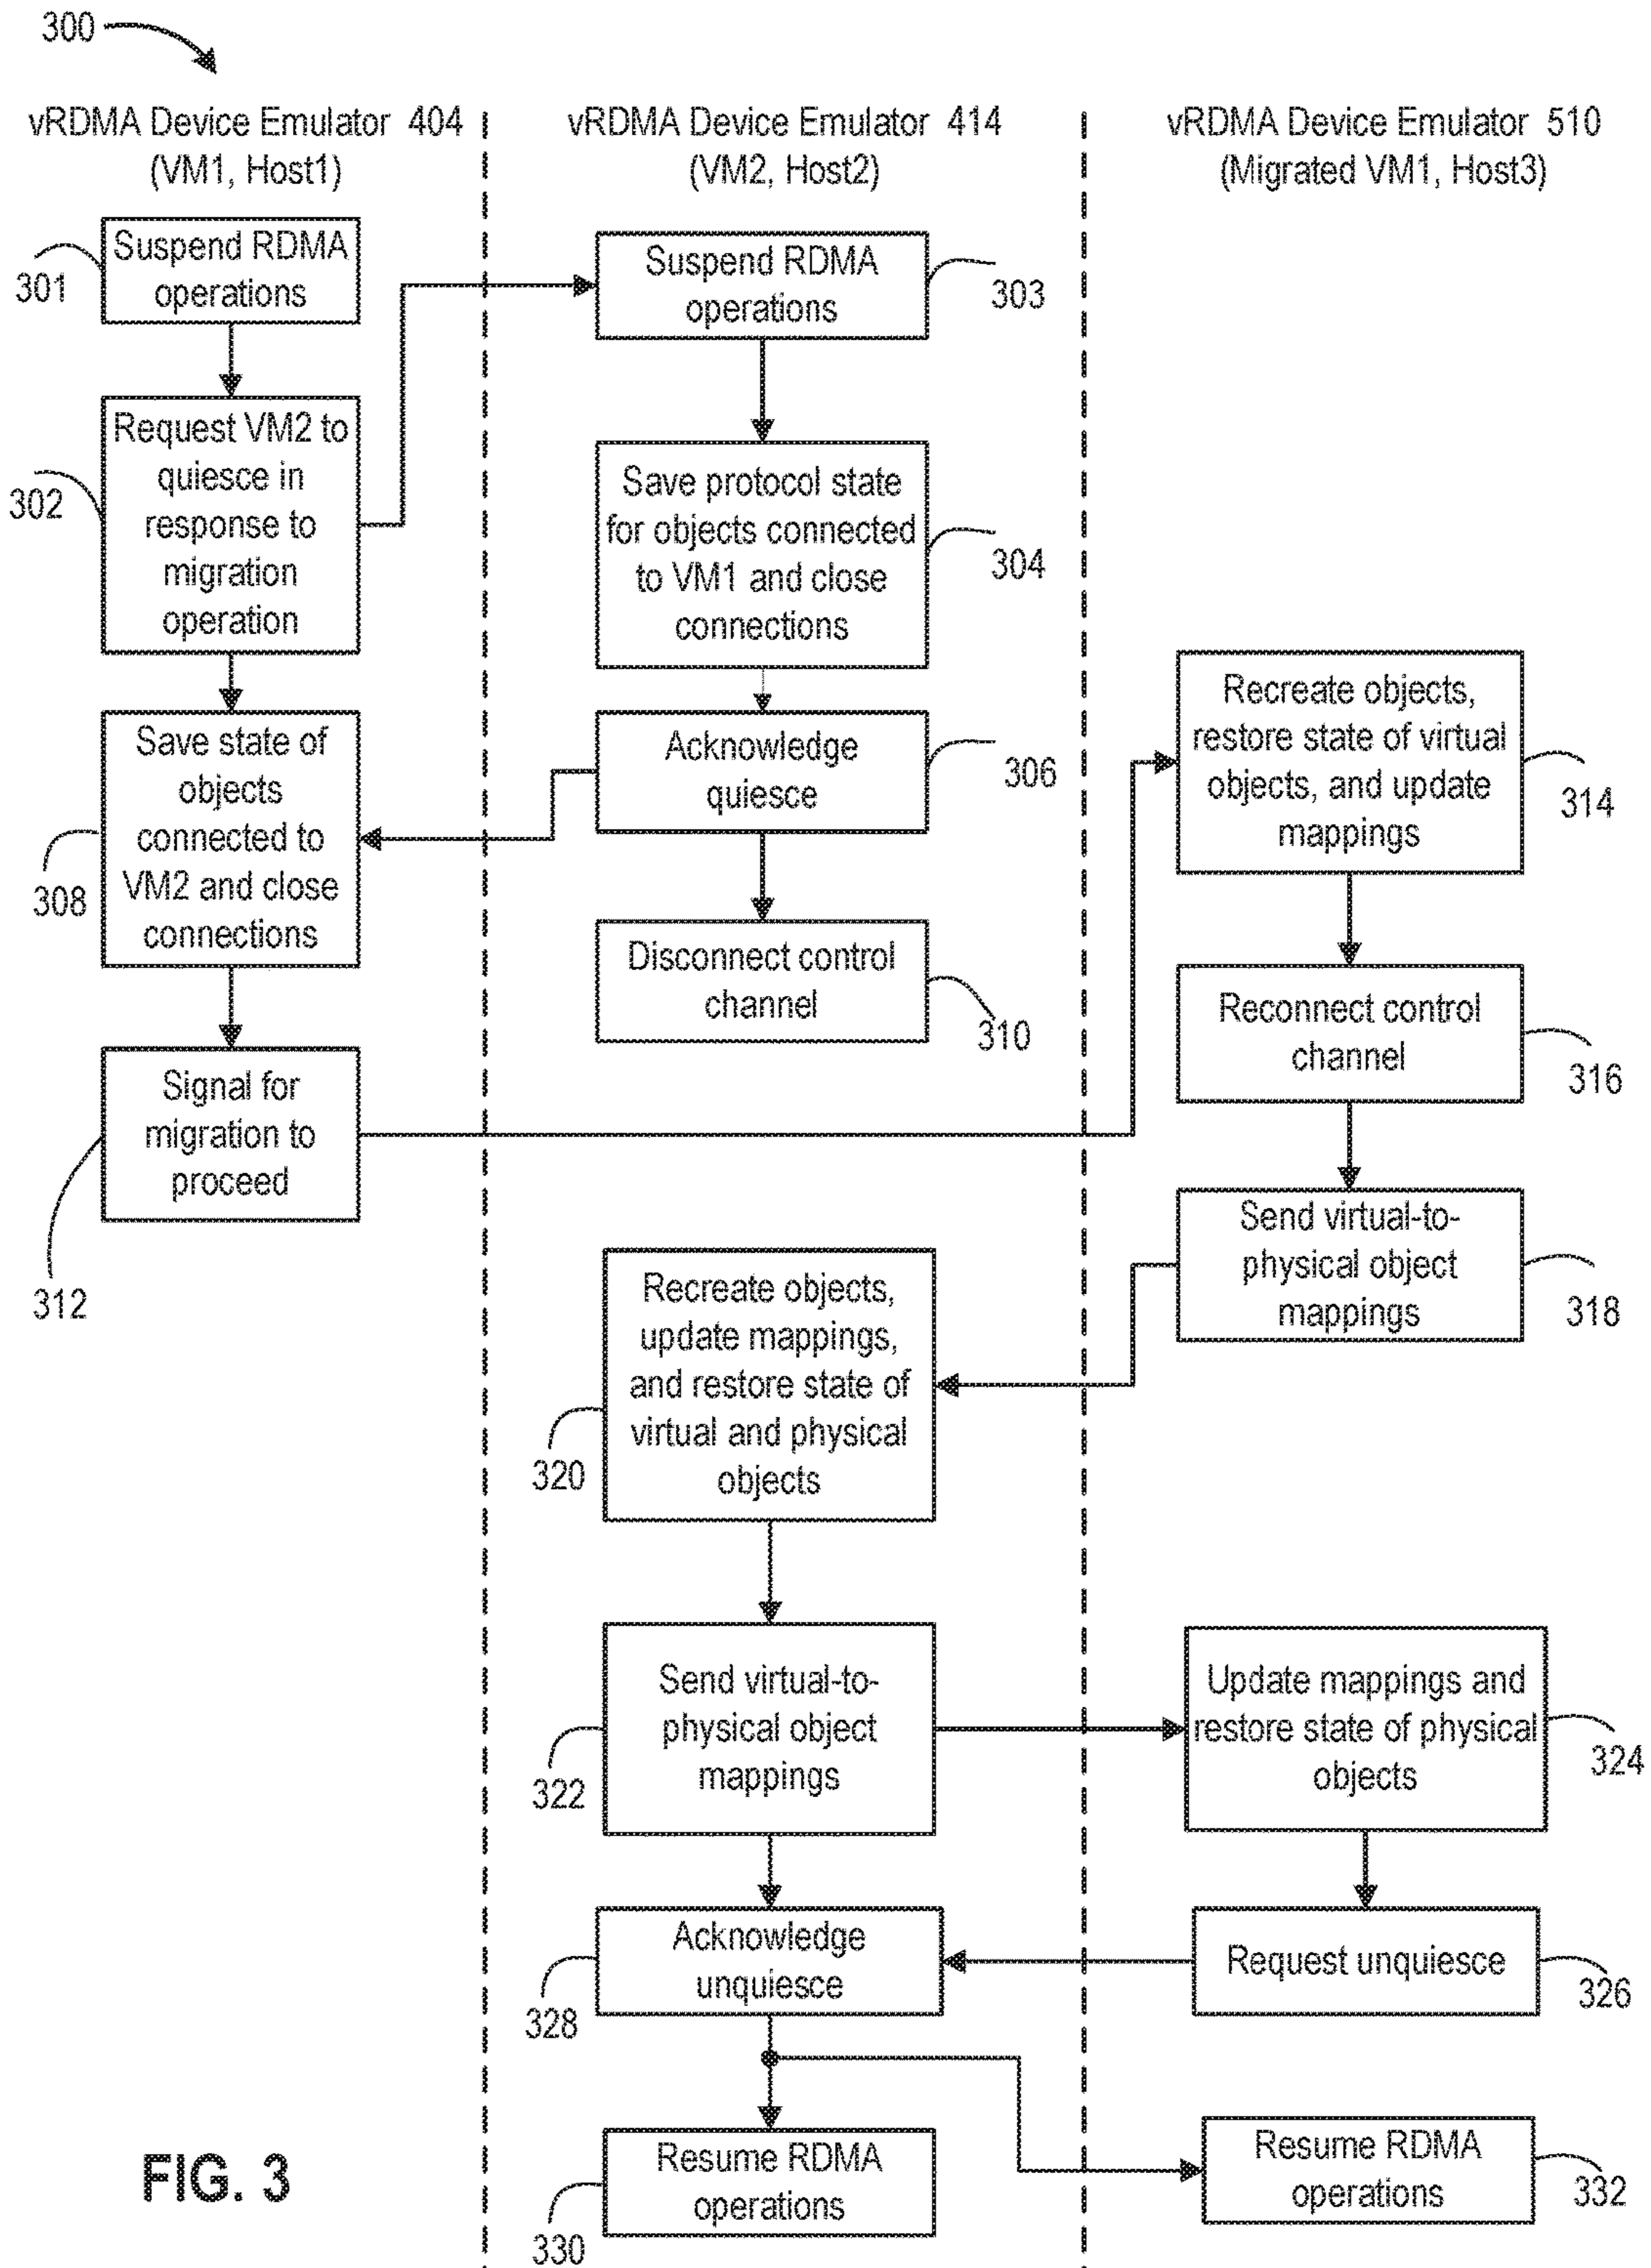 300
vRDMA Device Emulator 404
(VM1, Host1)
vRDMA Device Emulator 414
(VM2, Host2)
vRDMA Device Emulator 510
(Migrated VM1, Host3)
Suspend RDMA
operations
301
Request VM2 to
quiesce in
response to
migration
operation
302
Suspend RDMA
operations
303
Save protocol state
for objects connected
to VM1 and close
connections
304
Acknowledge
quiesce
306
Save state of
objects
connected to
VM2 and close
connections
308
Disconnect control
channel
310
Signal for
migration to
proceed
312
Recreate objects,
restore state of virtual
objects, and update
mappings
314
Reconnect control
channel
316
Send virtual-to-
physical object
mappings
318
Recreate objects,
update mappings,
and restore state of
virtual and physical
objects
320
Send virtual-to-
physical object
mappings
322
Update mappings and
restore state of physical
objects
324
Request unquiesce
326
Acknowledge
unquiesce
328
Resume RDMA
operations
330
Resume RDMA
operations
332
FIG. 3